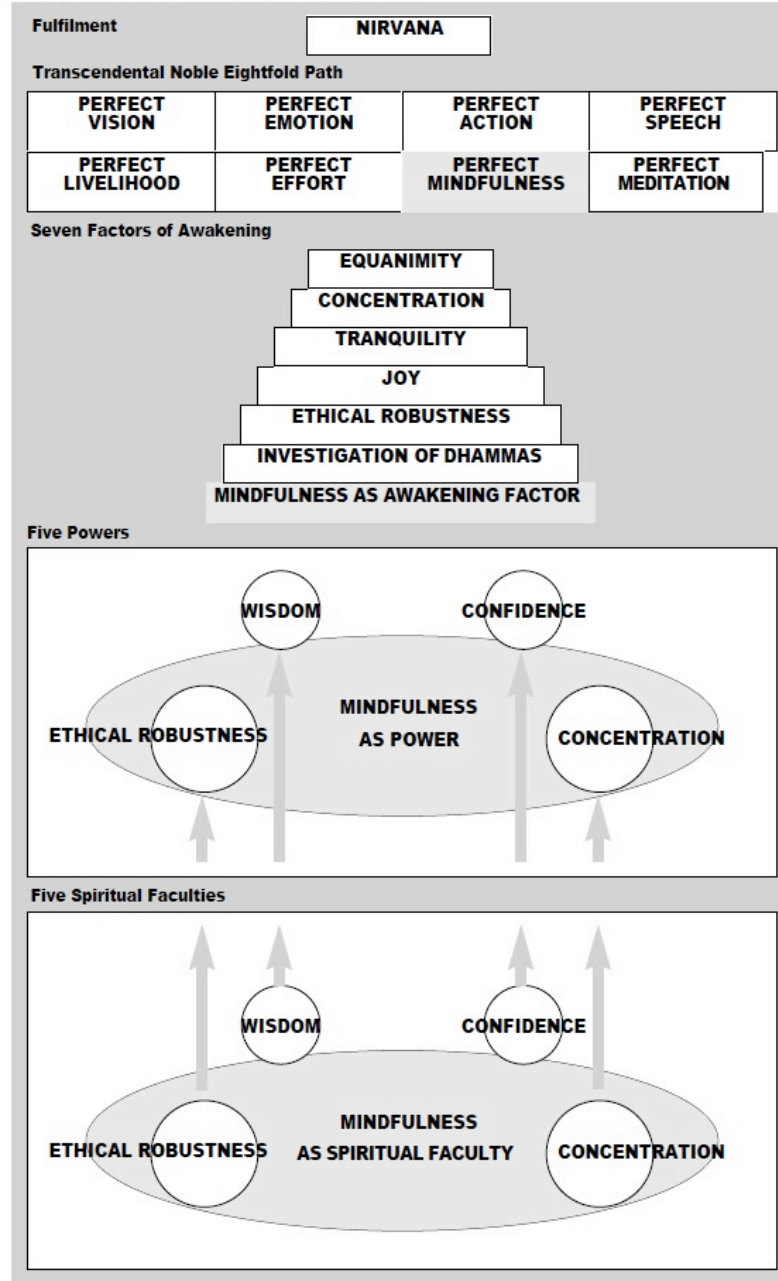 Fulfilment
NIRVANA
Transcendental Noble Eightfold Path
PERFECT
VISION
PERFECT
EMOTION
PERFECT
ACTION
PERFECT
SPEECH
PERFECT
LIVELIHOOD
PERFECT
EFFORT
PERFECT
MINDFULNESS
PERFECT
MEDITATION
Seven Factors of Awakening
EQUANIMITY
CONCENTRATION
TRANQUILITY
JOY
ETHICAL ROBUSTNESS
INVESTIGATION OF DHAMMAS
MINDFULNESS AS AWAKENING FACTOR
Five Powers
WISDOM
CONFIDENCE
ETHICAL ROBUSTNESS
MINDFULNESS
AS POWER
CONCENTRATION
Five Spiritual Faculties
WISDOM
CONFIDENCE
ETHICAL ROBUSTNESS
MINDFULNESS
AS SPIRITUAL FACULTY
CONCENTRATION